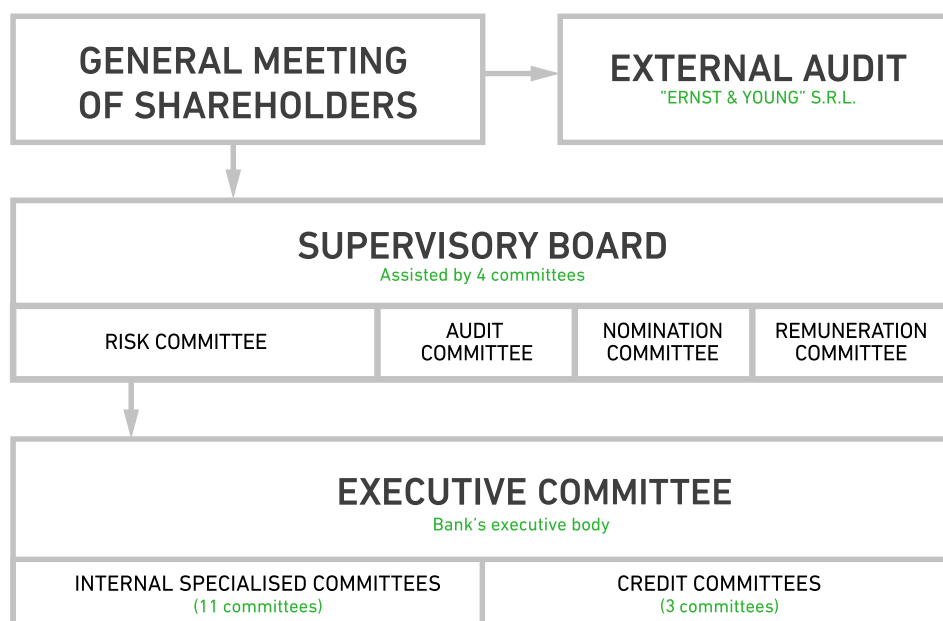 GENERAL MEETING
OF SHAREHOLDERS
EXTERNAL AUDIT
"ERNST & YOUNG" S.R.L.
SUPERVISORY BOARD
Assisted by 4 committees
RISK COMMITTEE
AUDIT
COMMITTEE
NOMINATION
COMMITTEE
REMUNERATION
COMMITTEE
EXECUTIVE COMMITTEE
Bank's executive body
INTERNAL SPECIALISED COMMITTEES
(11 committees)
CREDIT COMMITTEES
(3 committees)